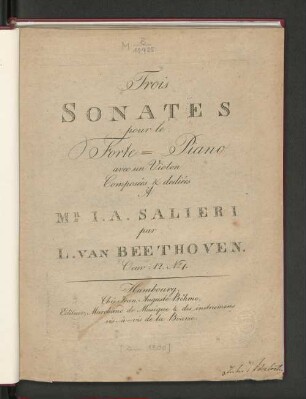 M
Trois
SONATES
pour le
Forte = Piano
avec un Violon
Composées & dediées
A
Mr. I. A. SALIERI
par
L. VAN BEETHOVEN.
Oeuv 12. No 1.
Hambourg
Chez Jean Auguste Böhme,
Editeur, Marchand de Musique & des instruments
vis-à-vis de la Bourse.